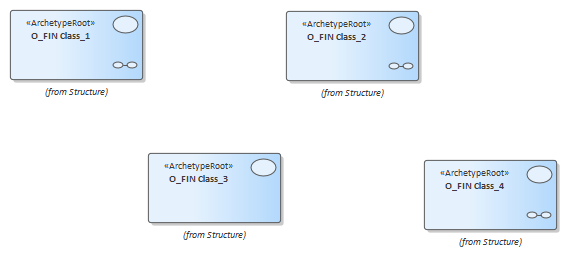 «ArchetypeRoot»
O_FIN Class_1
(from Structure)
«ArchetypeRoot»
O_FIN Class_2
(from Structure)
«ArchetypeRoot»
O_FIN Class_3
(from Structure)
«ArchetypeRoot»
O_FIN Class_4
(from Structure)